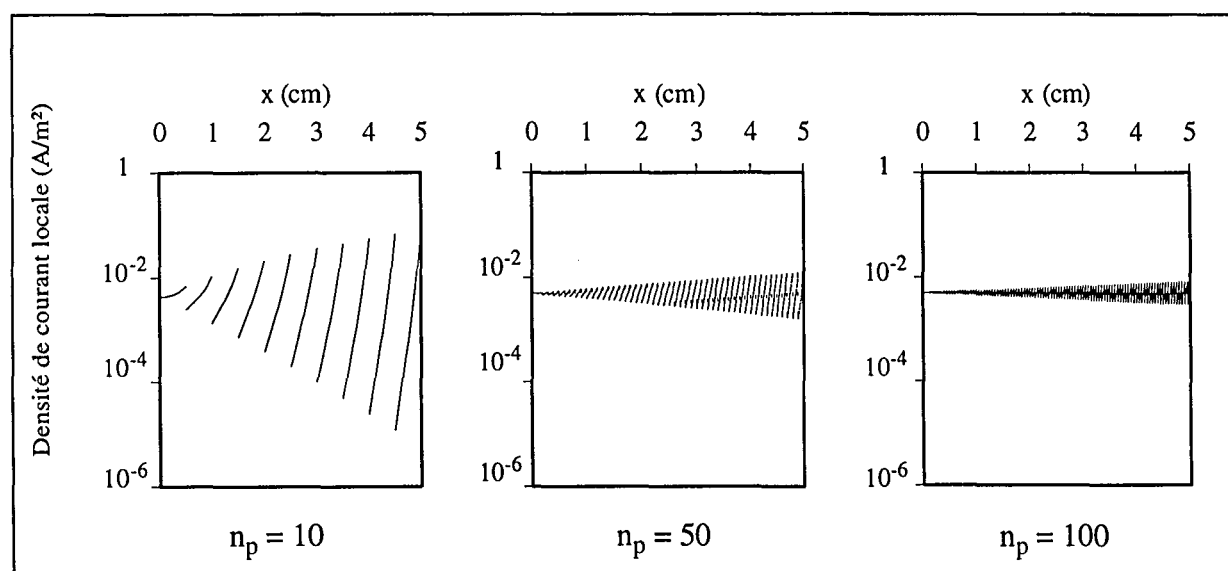 Densité de courant locale (A/m²)
x (cm)
0 1 2 3 4 5
1
10-2
10-4
10-6
np = 10
x (cm)
0 1 2 3 4 5
1
10-2
10-4
10-6
np = 50
x (cm)
0 1 2 3 4 5
1
10-2
10-4
10-6
np = 100